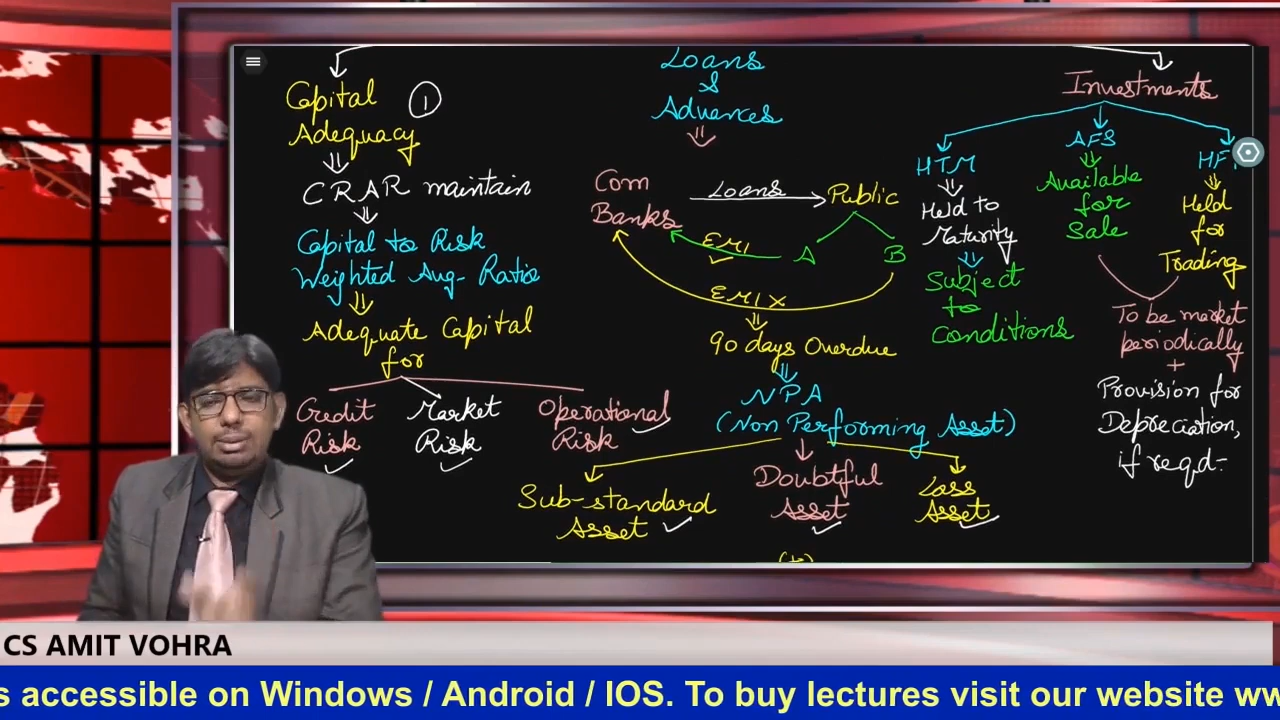 Capital
Adequacy
1
CRAR maintain
Capital to Risk
Weighted Aug- Ratio
Adequate Capital
for
Credit
Risk
Market
Risk
Operational
Risk
Loans
&
Advances
Com
Banks
Loans
Public
EMI
A
B
EMI X
90 days Overdue
NPA
(Non Performing Asset)
Sub-standard
Asset
Doubtful
Asset
Loss
Asset
Investments
HTM
Held to
Maturity
Subject
to
Conditions
AFS
Available
for
Sale
HF
Held
for
Trading
To be market
periodically
+
Provision for
Depreciation,
if reqd-
CS AMIT VOHRA
s accessible on Windows / Android / IOS. To buy lectures visit our website ww